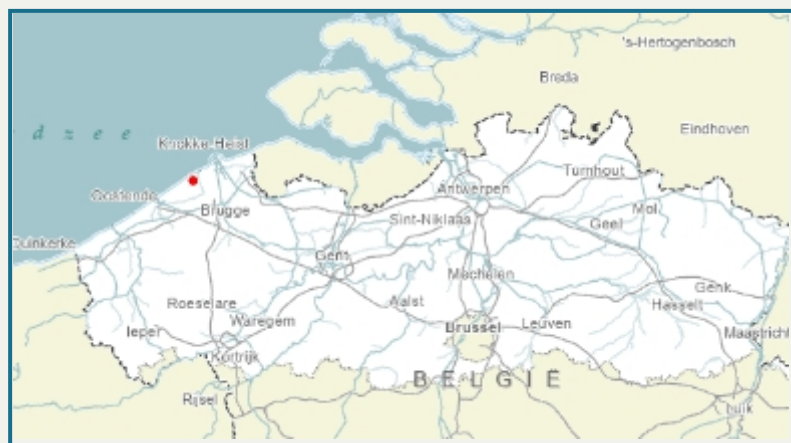 's-Hertogenbosch
Breda
d z e e
Eindhoven
Knokke-Heist
Turnhout
Antwerpen
Oostende
Mol
Brugge
Sint-Niklaas
Geel
Duinkerke
Gent
Mechelen
Genk
Roeselare
Aalst
Hasselt
Waregem
Brussel
Leuven
Ieper
Maastricht
Kortrijk
BELGIË
Rijsel
Luik